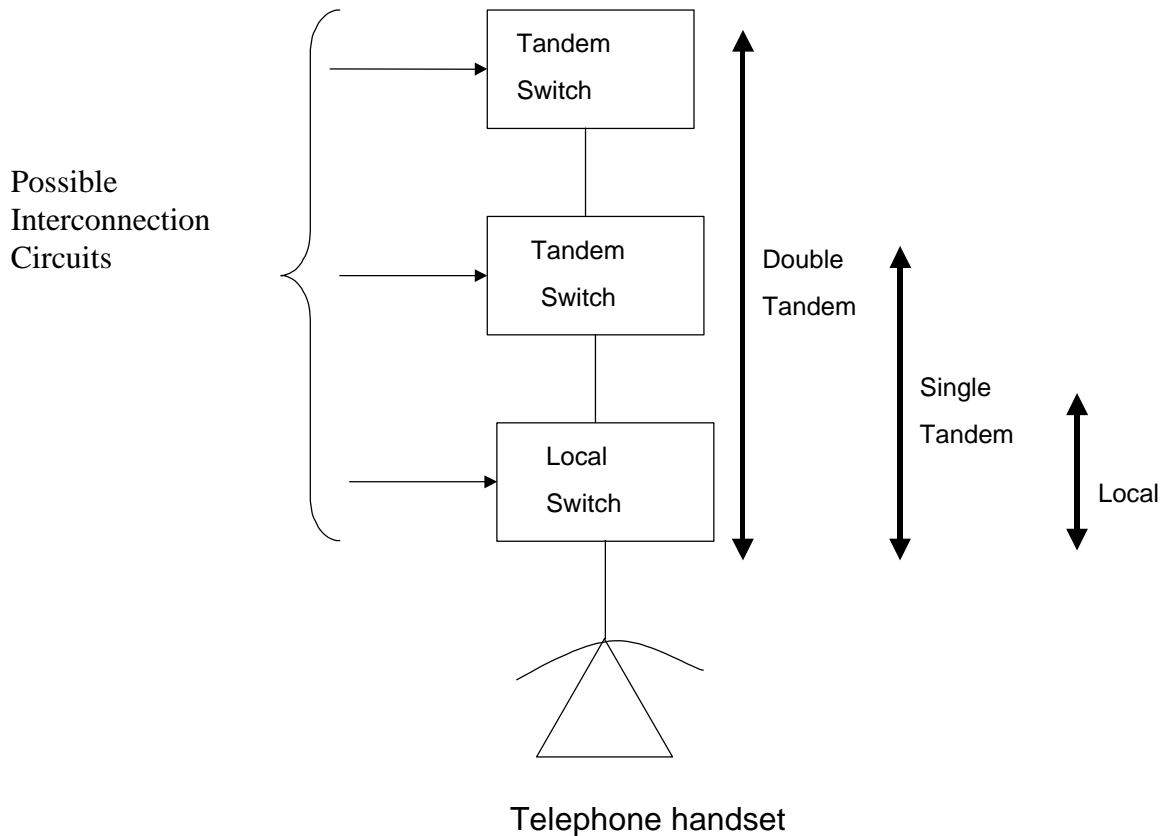 Tandem
Switch
Possible
Interconnection
Circuits
Tandem
Switch
Double
Tandem
Single
Tandem
Local
Switch
Local
Telephone handset